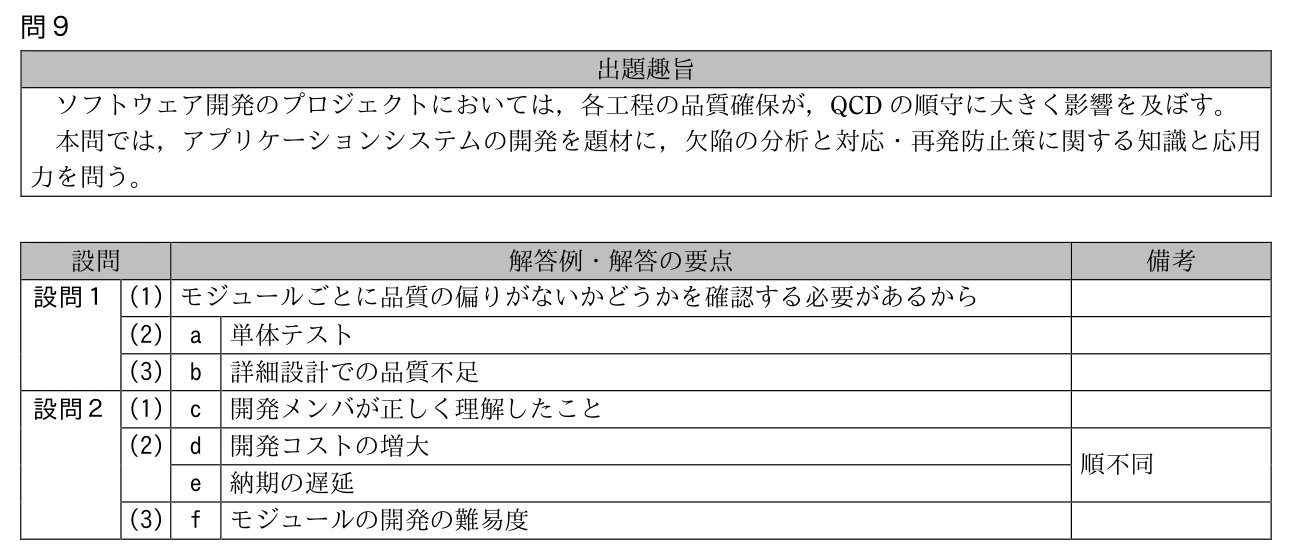 問9
出題趣旨
ソフトウェア開発のプロジェクトにおいては，各工程の品質確保が，QCD の順守に大きく影響を及ぼす。
本問では，アプリケーションシステムの開発を題材に，欠陥の分析と対応・再発防止策に関する知識と応用
力を問う。
設問 解答例・解答の要点 備考
設問1 (1) モジュールごとに品質の偏りがないかどうかを確認する必要があるから
(2) a 単体テスト
(3) b 詳細設計での品質不足
設問2 (1) c 開発メンバが正しく理解したこと
(2) d 開発コストの増大 順不同
e 納期の遅延
(3) f モジュールの開発の難易度